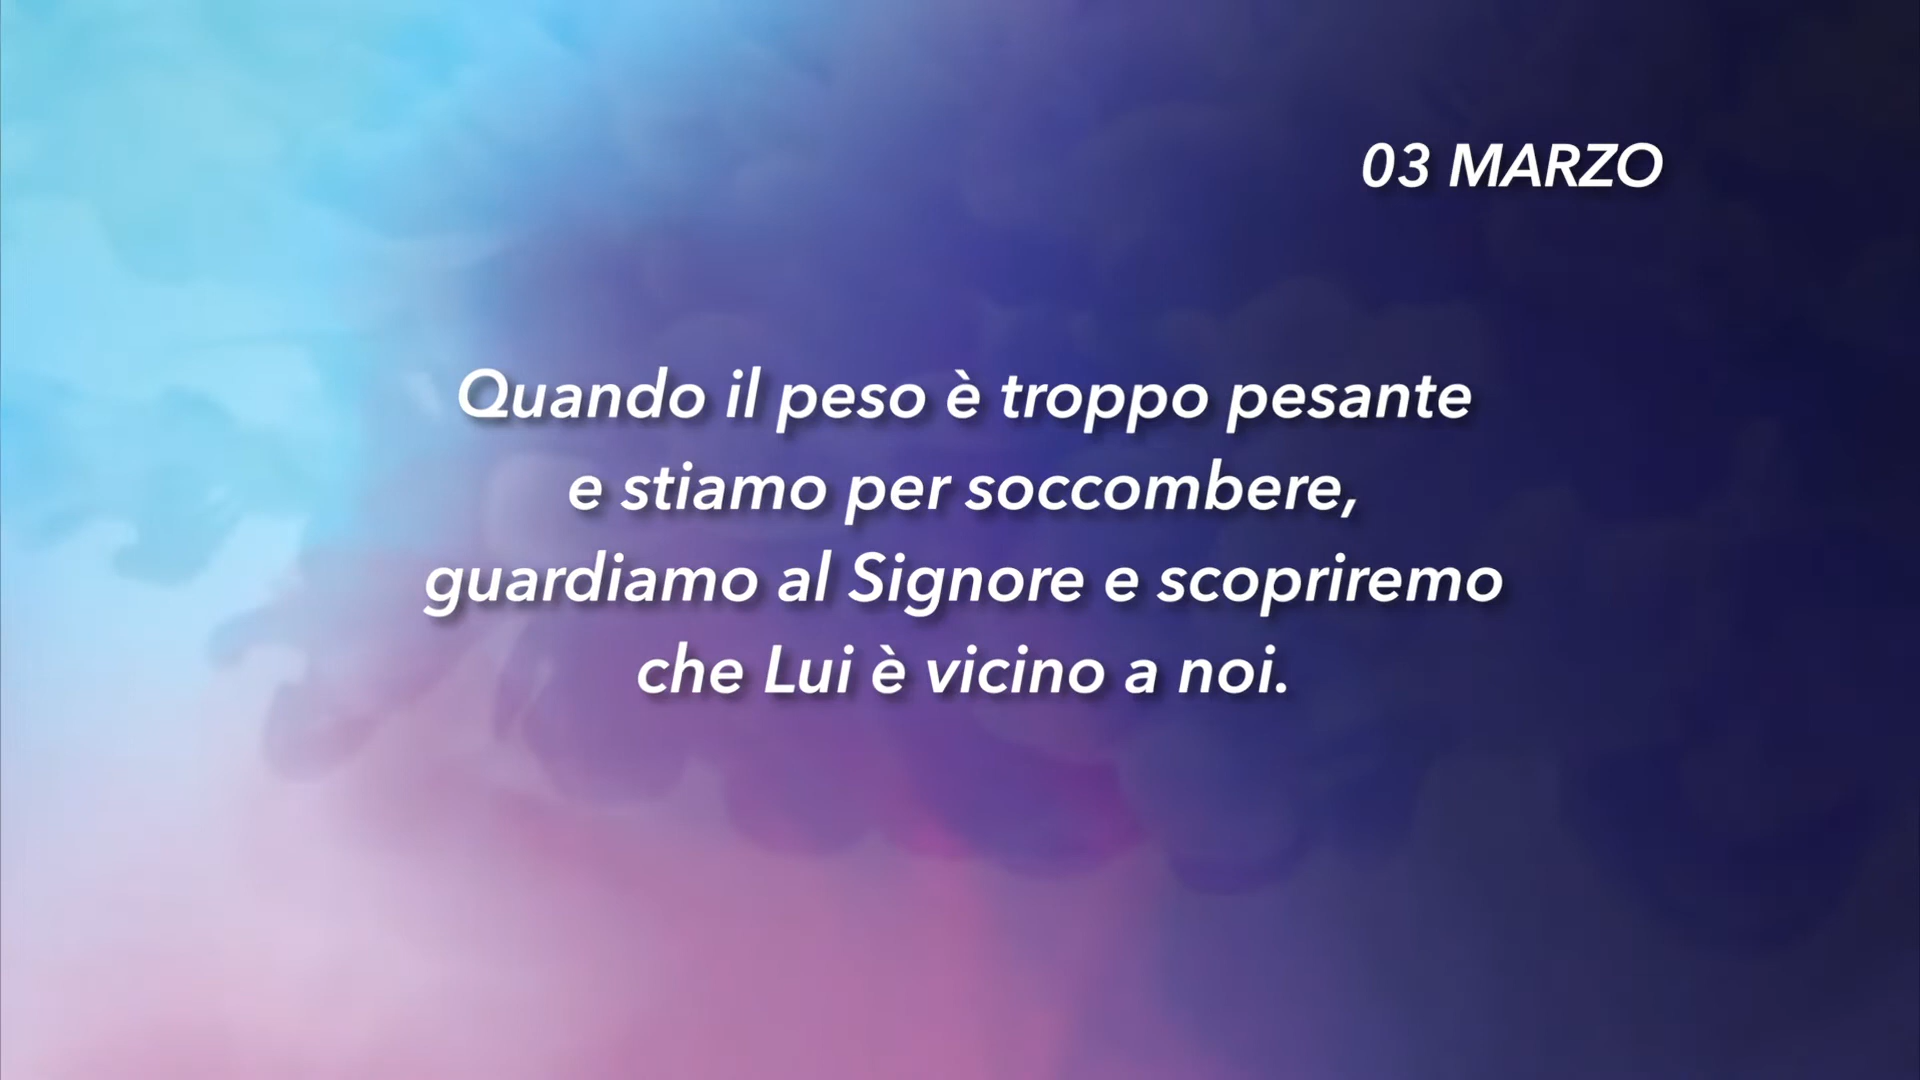 03 MARZO
Quando il peso è troppo pesante
e stiamo per soccombere,
guardiamo al Signore e scopriremo
che Lui è vicino a noi.